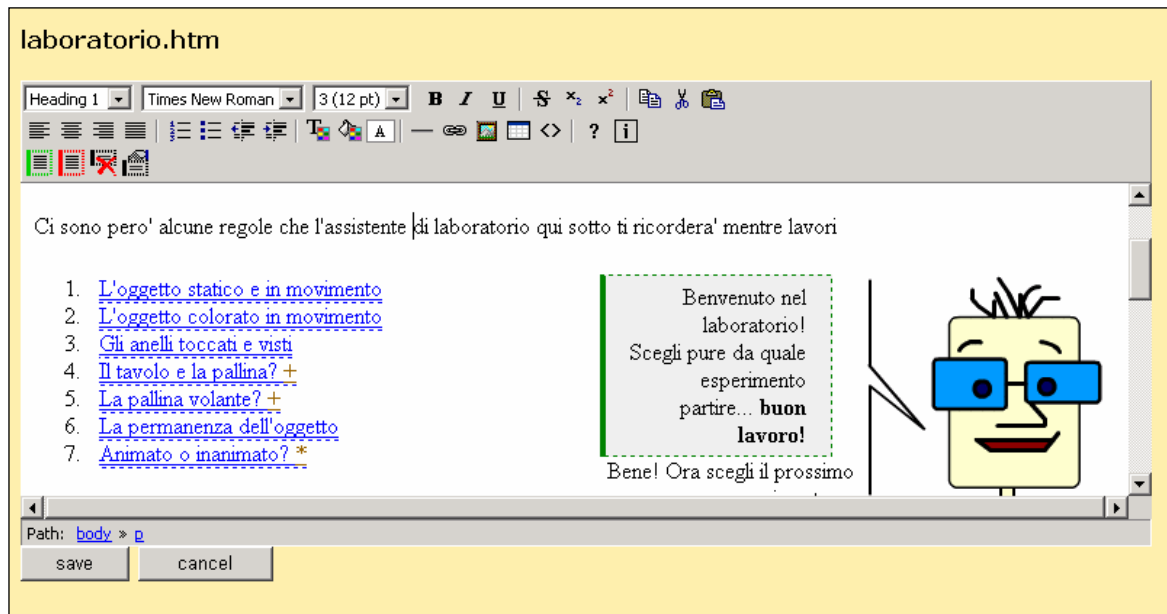 laboratorio.htm
Heading 1 Times New Roman 3 (12 pt) B I U S x₂ x²
T A <> ? i
Ci sono pero' alcune regole che l'assistente di laboratorio qui sotto ti ricordera' mentre lavori
1. L'oggetto statico e in movimento
2. L'oggetto colorato in movimento
3. Gli anelli toccati e visti
4. Il tavolo e la pallina? +
5. La pallina volante? +
6. La permanenza dell'oggetto
7. Animato o inanimato? *
Benvenuto nel
laboratorio!
Scegli pure da quale
esperimento
partire... buon
lavoro!
Bene! Ora scegli il prossimo
Path: body » p
save cancel